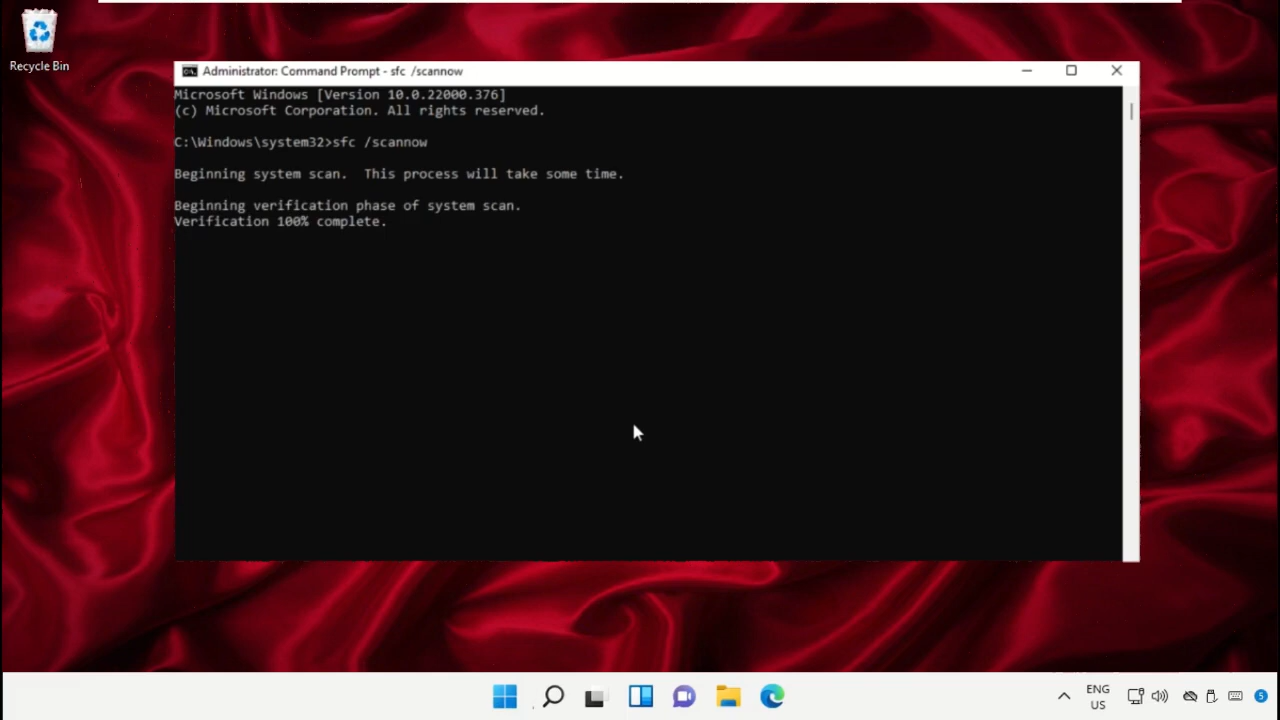 Recycle Bin
Administrator: Command Prompt - sfc /scannow
Microsoft Windows [Version 10.0.22000.376]
(c) Microsoft Corporation. All rights reserved.
C:\Windows\system32>sfc /scannow
Beginning system scan.  This process will take some time.
Beginning verification phase of system scan.
Verification 100% complete.
ENG
US
5